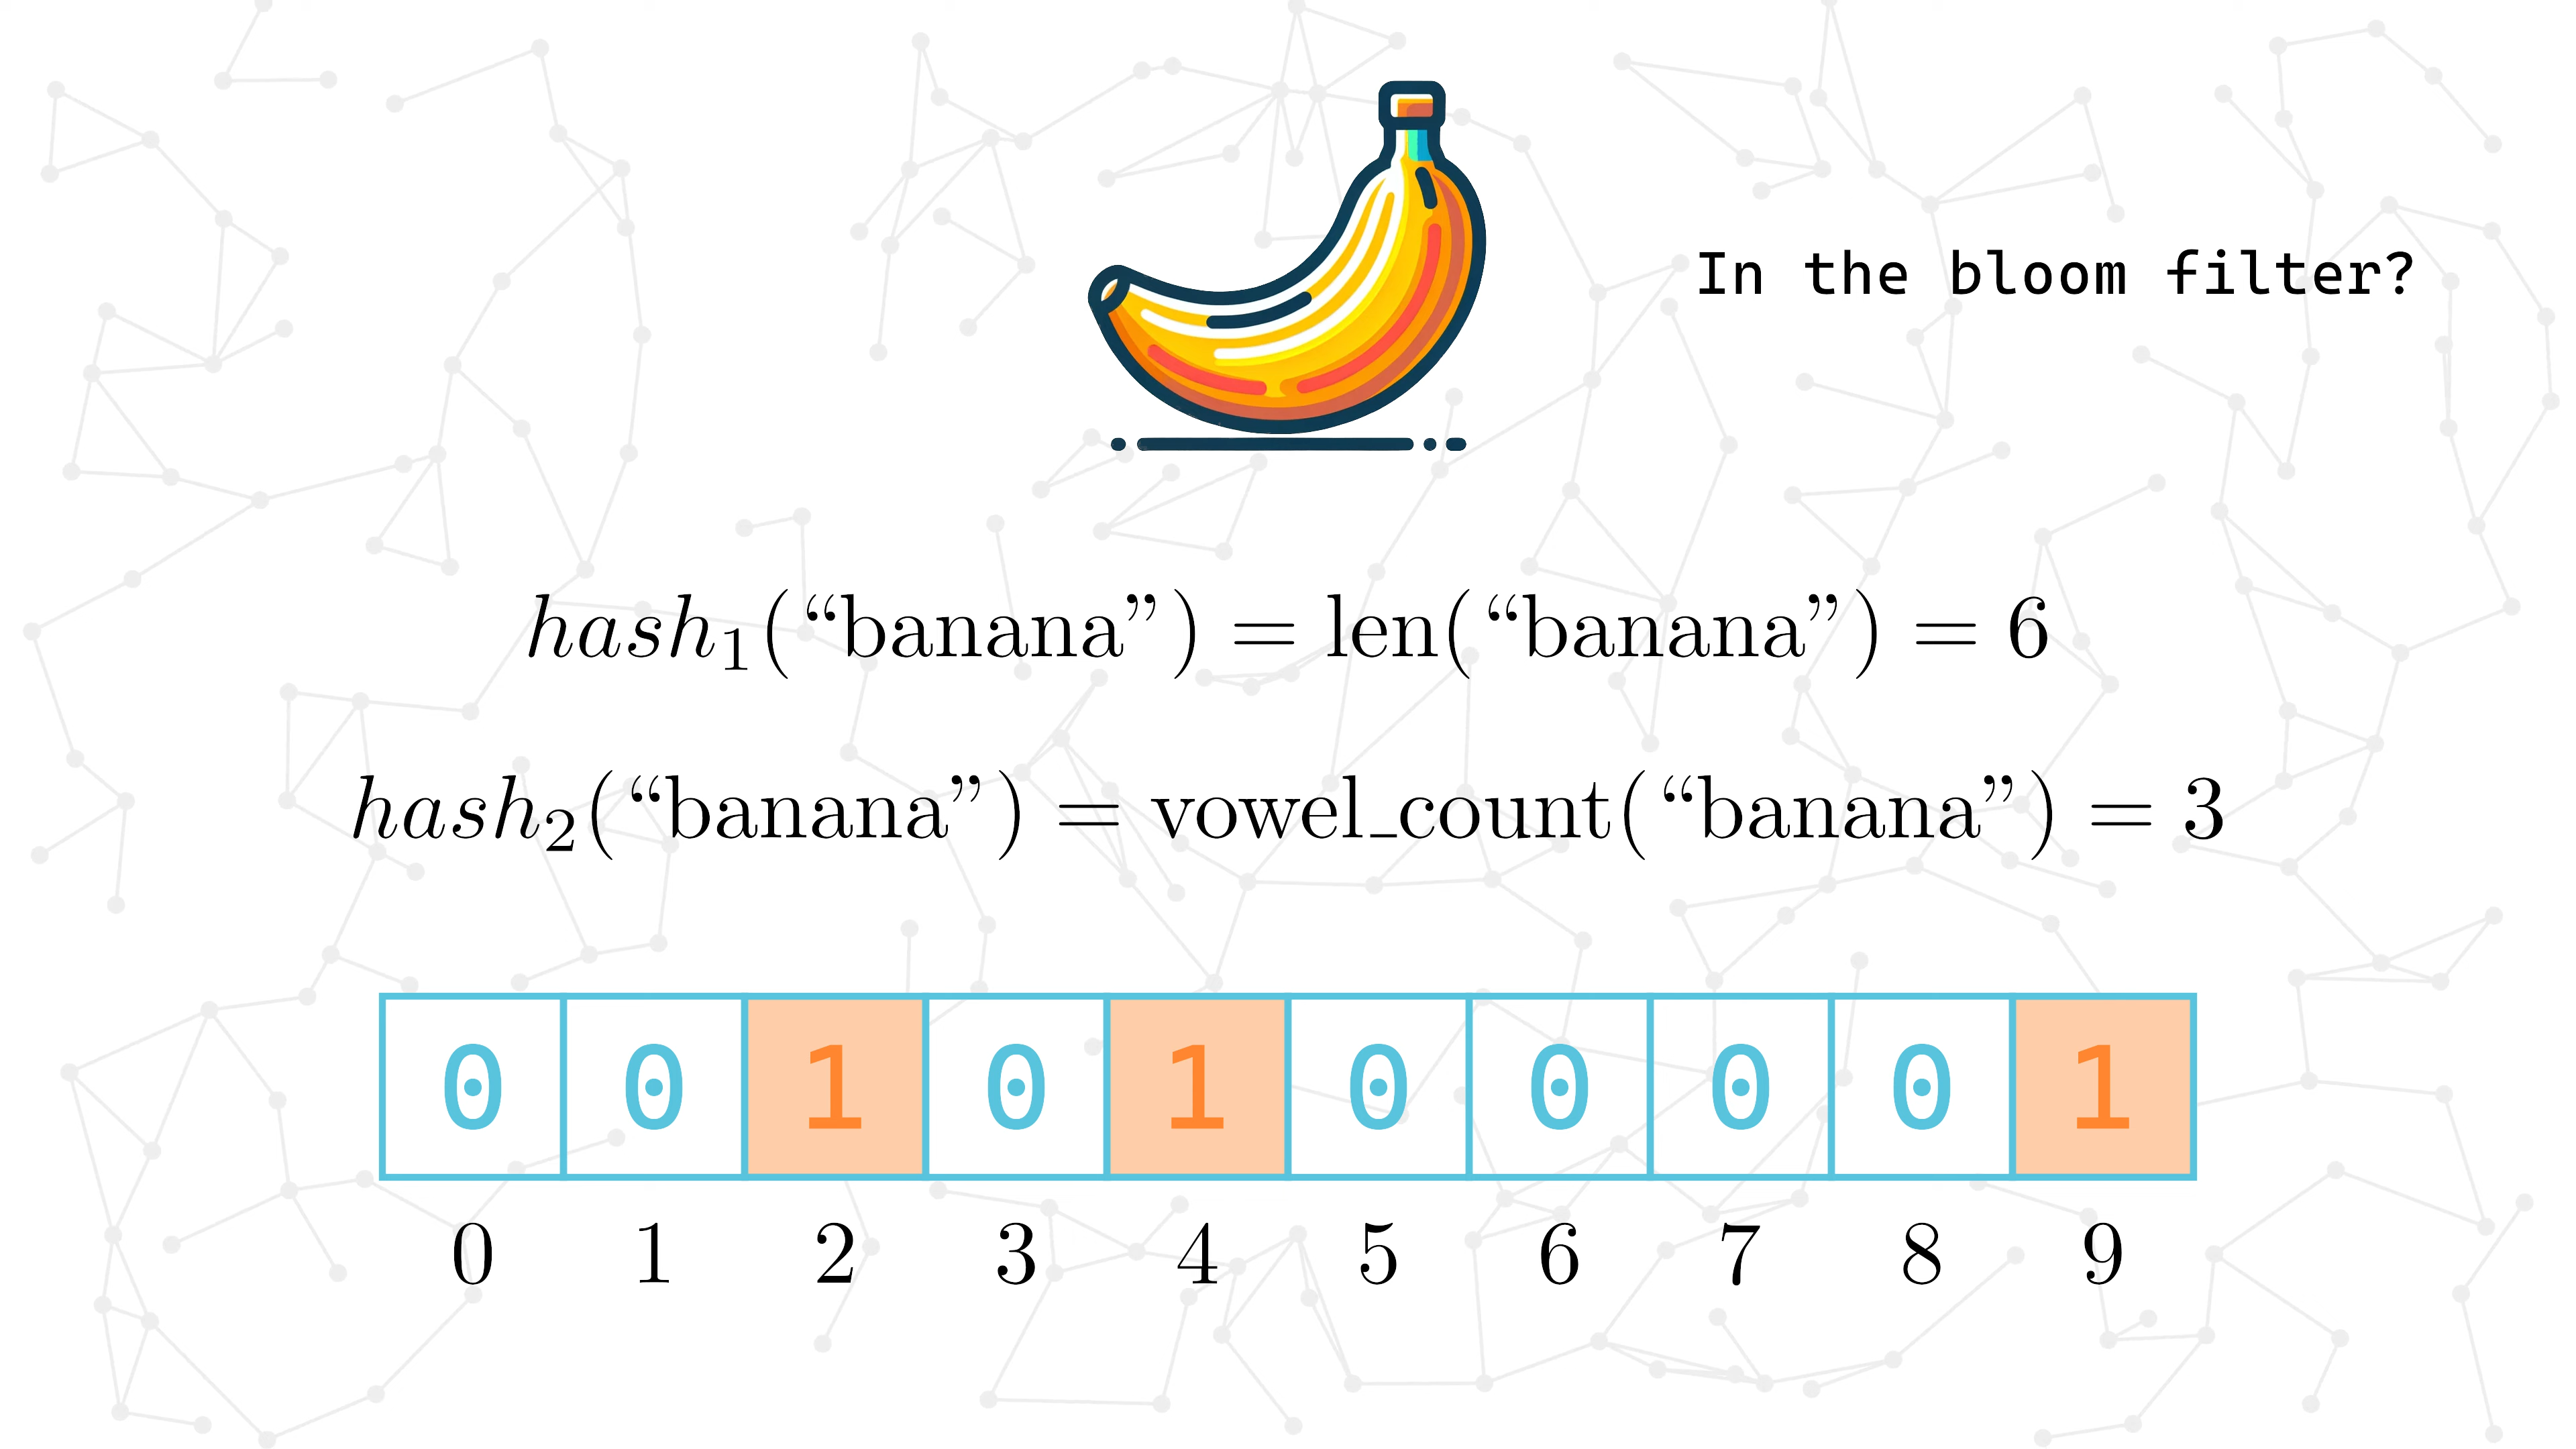 In the bloom filter?
hash₁(“banana”) = len(“banana”) = 6
hash₂(“banana”) = vowel_count(“banana”) = 3
0 0 1 0 1 0 0 0 0 1
0 1 2 3 4 5 6 7 8 9